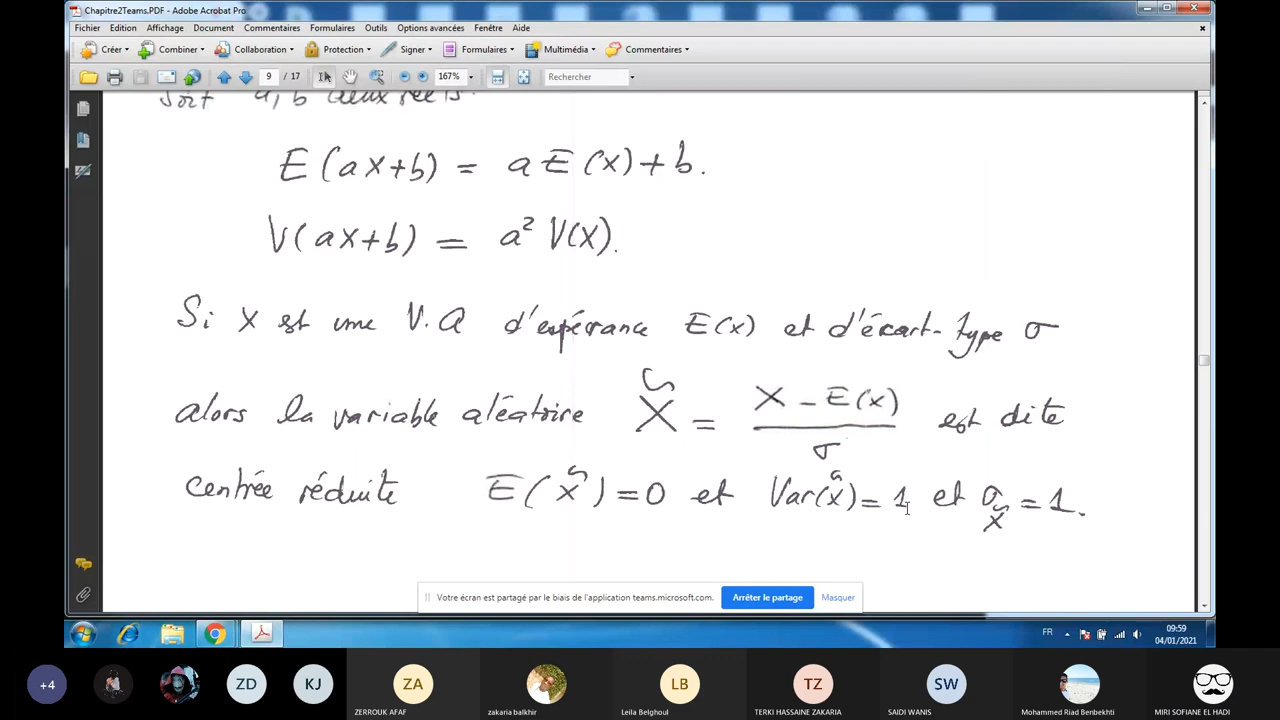 Chapitre2Teams.PDF - Adobe Acrobat Pro
Fichier Edition Affichage Document Commentaires Formulaires Outils Options avancées Fenêtre Aide
Créer Combiner Collaboration Protection Signer Formulaires Multimédia Commentaires
9 / 17 167% Rechercher
Soit a, b deux réels.
E(ax+b) = a E(x)+b.
V(ax+b) = a² V(x).
Si X est une V.a d'espérance E(x) et d'écart-type σ
alors la variable aléatoire X̃ = (X - E(x)) / σ est dite
centrée réduite E(x̃)=0 et Var(x̃)=1 et σ_x̃ = 1.
Votre écran est partagé par le biais de l'application teams.microsoft.com. Arrêter le partage Masquer
FR 09:59
04/01/2021
+4 ZD KJ ZA LB TZ SW
ZERROUK AFAF zakaria balkhir Leila Belghoul TERKI HASSAINE ZAKARIA SAIDI WANIS Mohammed Riad Benbekhti MIRI SOFIANE EL HADI